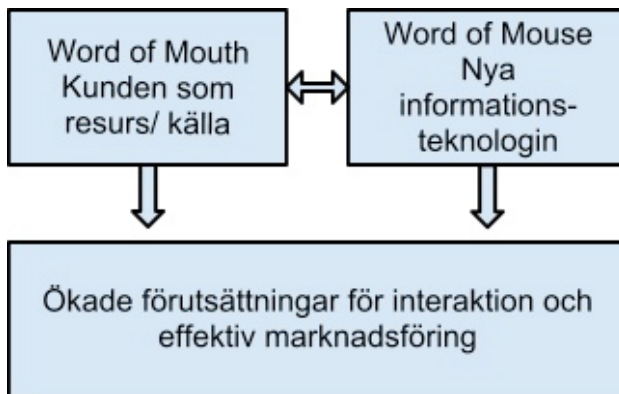 Word of Mouth
Kunden som
resurs/ källa
Word of Mouse
Nya
informations-
teknologin
Ökade förutsättningar för interaktion och
effektiv marknadsföring